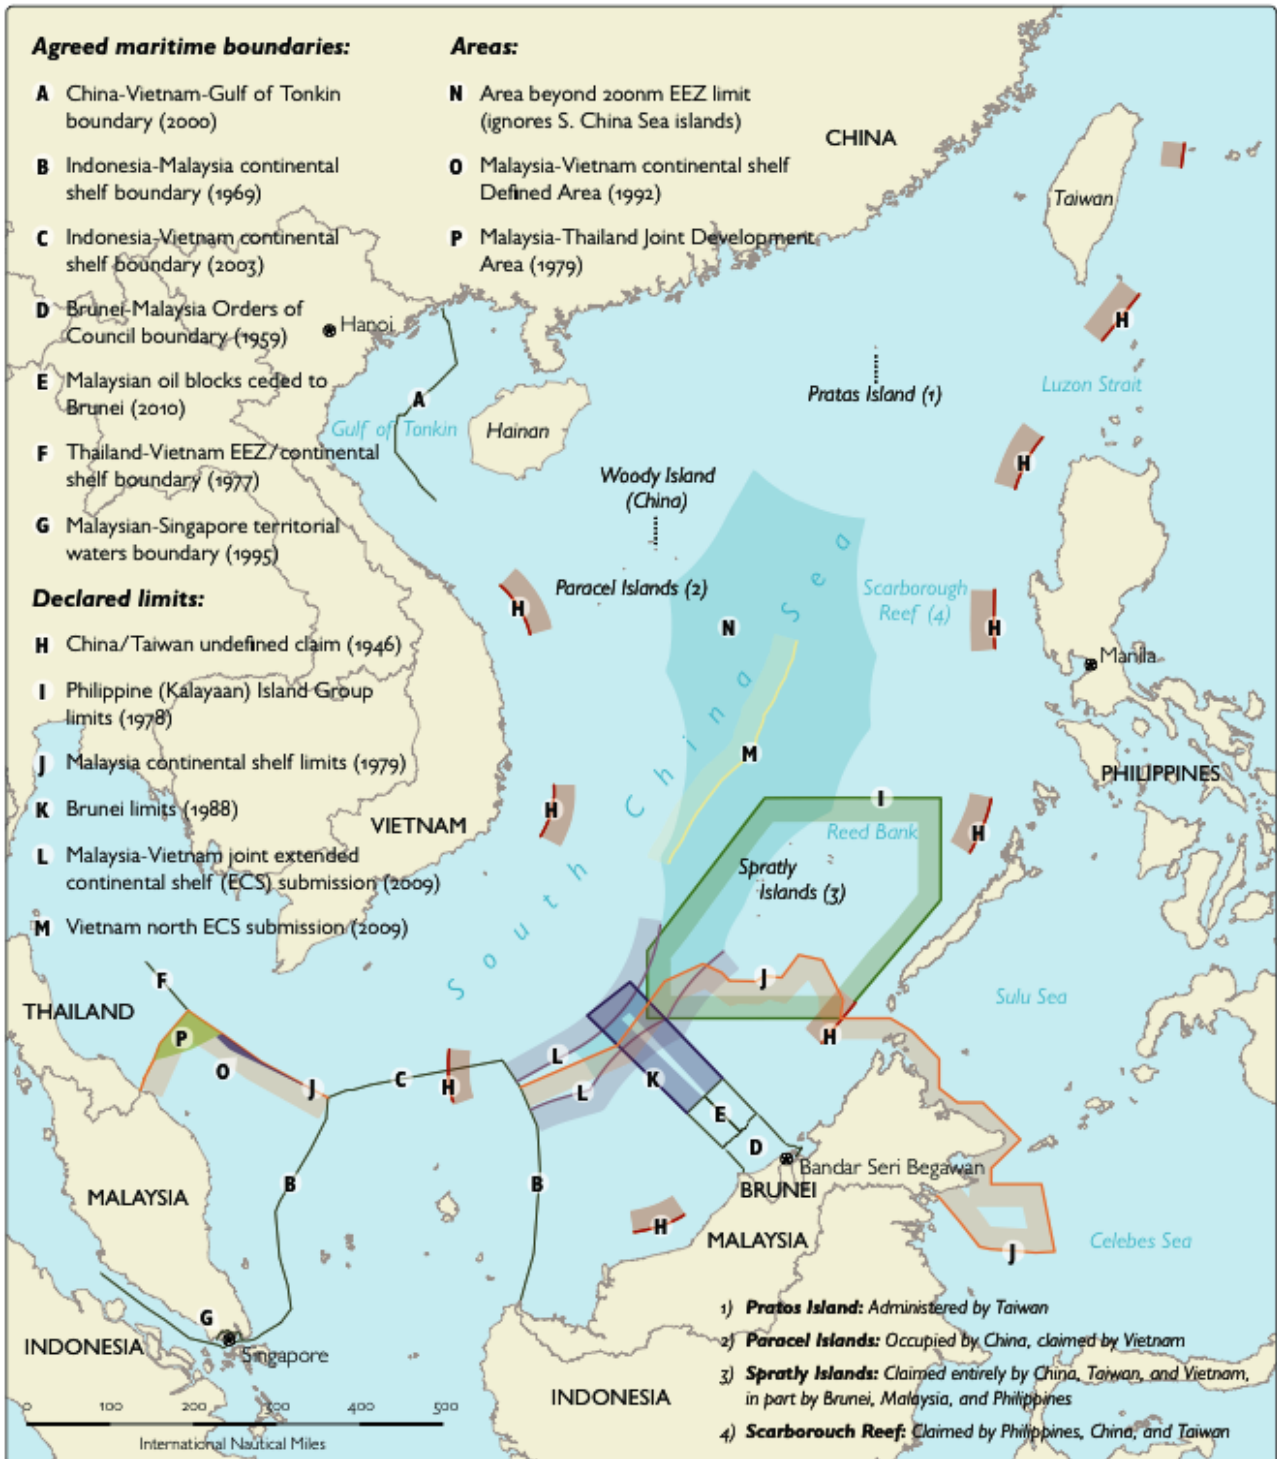 Agreed maritime boundaries:
A China-Vietnam-Gulf of Tonkin
boundary (2000)
B Indonesia-Malaysia continental
shelf boundary (1969)
C Indonesia-Vietnam continental
shelf boundary (2003)
D Brunei-Malaysia Orders of
Council boundary (1959)
E Malaysian oil blocks ceded to
Brunei (2010)
F Thailand-Vietnam EEZ/continental
shelf boundary (1977)
G Malaysian-Singapore territorial
waters boundary (1995)
Declared limits:
H China/Taiwan undefined claim (1946)
I Philippine (Kalayaan) Island Group
limits (1978)
J Malaysia continental shelf limits (1979)
K Brunei limits (1988)
L Malaysia-Vietnam joint extended
continental shelf (ECS) submission (2009)
M Vietnam north ECS submission (2009)
Areas:
N Area beyond 200nm EEZ limit
(ignores S. China Sea islands)
O Malaysia-Vietnam continental shelf
Defined Area (1992)
P Malaysia-Thailand Joint Development
Area (1979)
CHINA
Taiwan
H
Hanoi
Luzon Strait
Pratas Island (1)
A
Gulf of Tonkin
Hainan
H
Woody Island
(China)
Paracel Islands (2)
Scarborough
Reef (4)
H
N
H
Manila
South China Sea
M
PHILIPPINES
I
H
VIETNAM
Reed Bank
H
Spratly
Islands (3)
F
J
Sulu Sea
THAILAND
P
H
O
L
C
H
J
L
K
E
D
Bandar Seri Begawan
B
B
BRUNEI
MALAYSIA
H
MALAYSIA
J
Celebes Sea
G
INDONESIA
Singapore
INDONESIA
0 100 200 300 400 500
International Nautical Miles
1) Pratos Island: Administered by Taiwan
2) Paracel Islands: Occupied by China, claimed by Vietnam
3) Spratly Islands: Claimed entirely by China, Taiwan, and Vietnam,
in part by Brunei, Malaysia, and Philippines
4) Scarborouch Reef: Claimed by Philippines, China, and Taiwan